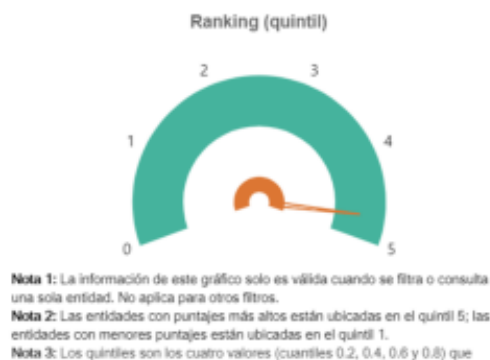 Ranking (quintil)
2 3
1 4
0 5
Nota 1: La información de este gráfico solo es válida cuando se filtra o consulta
una sola entidad. No aplica para otros filtros.
Nota 2: Las entidades con puntajes más altos están ubicadas en el quintil 5; las
entidades con menores puntajes están ubicadas en el quintil 1.
Nota 3: Los quintiles son los cuatro valores (cuantiles 0.2, 0.4, 0.6 y 0.8) que